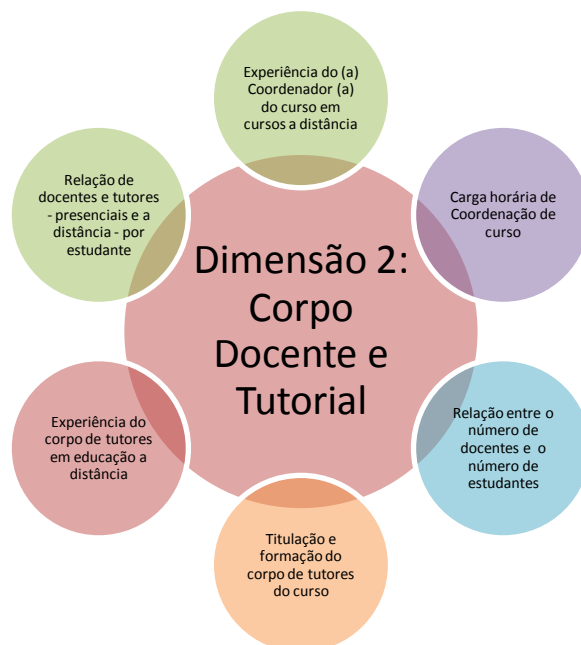 Experiência do (a)
Coordenador (a)
do curso em
cursos a distância
Carga horária de
Coordenação de
curso
Relação entre o
número de
docentes e o
número de
estudantes
Titulação e
formação do
corpo de tutores
do curso
Experiência do
corpo de tutores
em educação a
distância
Relação de
docentes e tutores
- presenciais e a
distância - por
estudante
Dimensão 2:
Corpo
Docente e
Tutorial